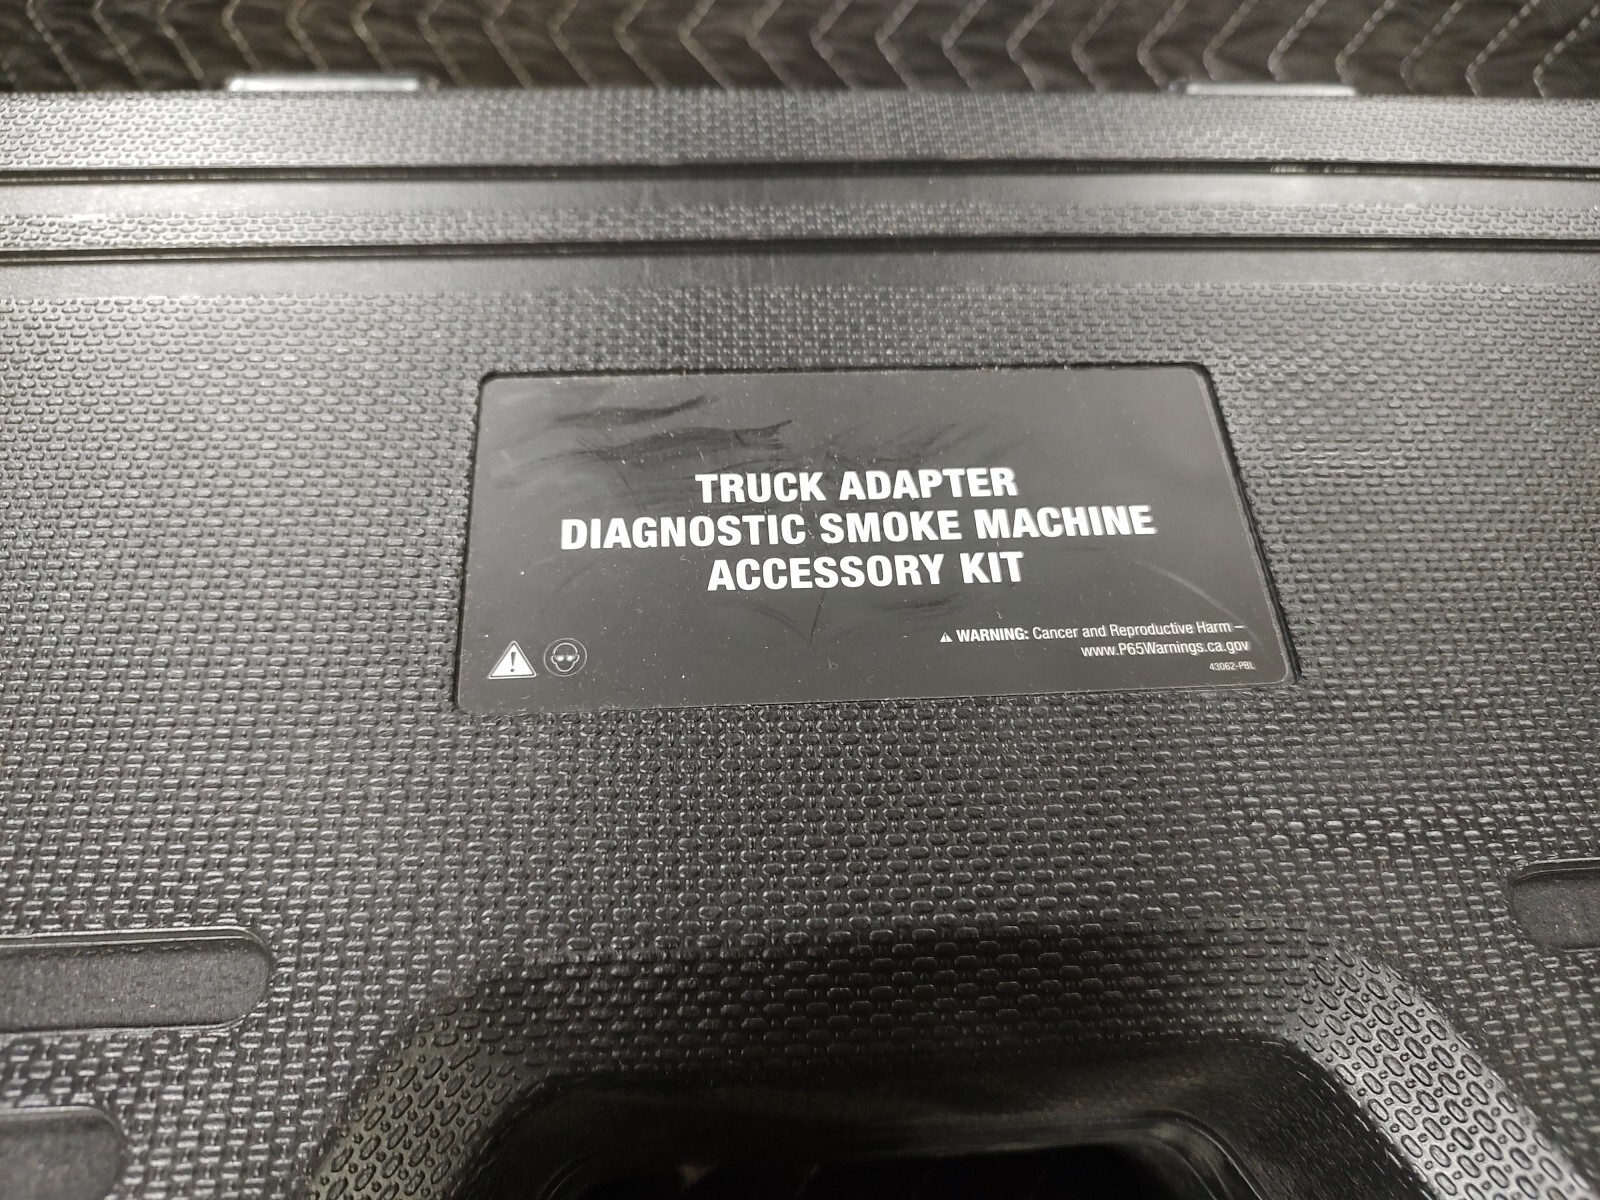 TRUCK ADAPTER
DIAGNOSTIC SMOKE MACHINE
ACCESSORY KIT
WARNING: Cancer and Reproductive Harm –
www.P65Warnings.ca.gov
43062-PBL